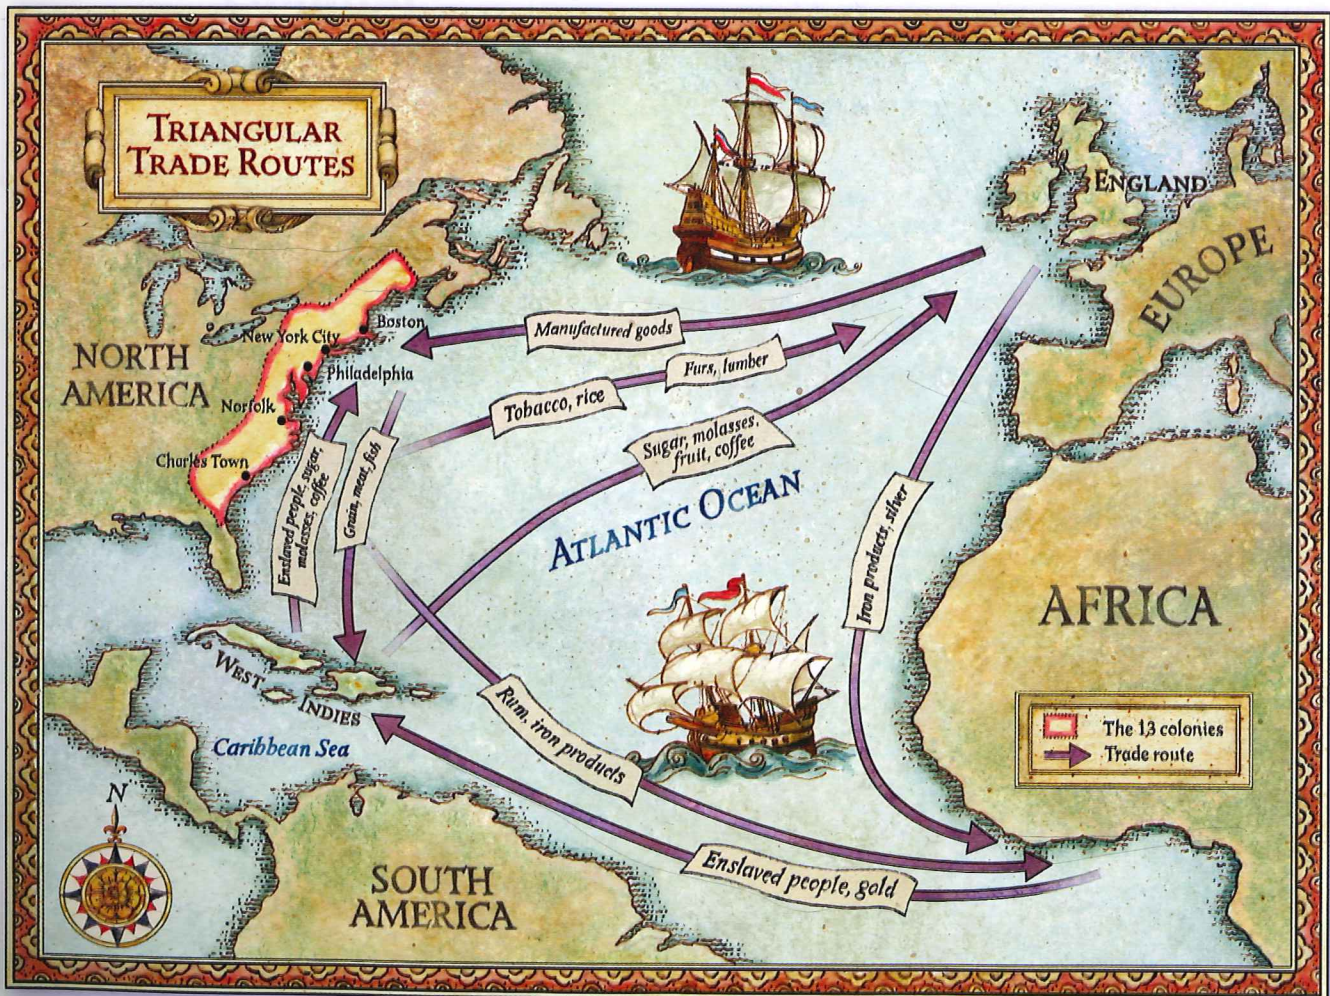 TRIANGULAR
TRADE ROUTES
ENGLAND
EUROPE
Boston
New York City
Philadelphia
Norfolk
Charles Town
NORTH
AMERICA
Manufactured goods
Furs, lumber
Tobacco, rice
Sugar, molasses,
fruit, coffee
Enslaved people, sugar,
molasses, coffee
Grain, meat, fish
ATLANTIC OCEAN
Iron products, silver
AFRICA
WEST
INDIES
Caribbean Sea
Rum, iron products
Enslaved people, gold
The 13 colonies
Trade route
N
SOUTH
AMERICA